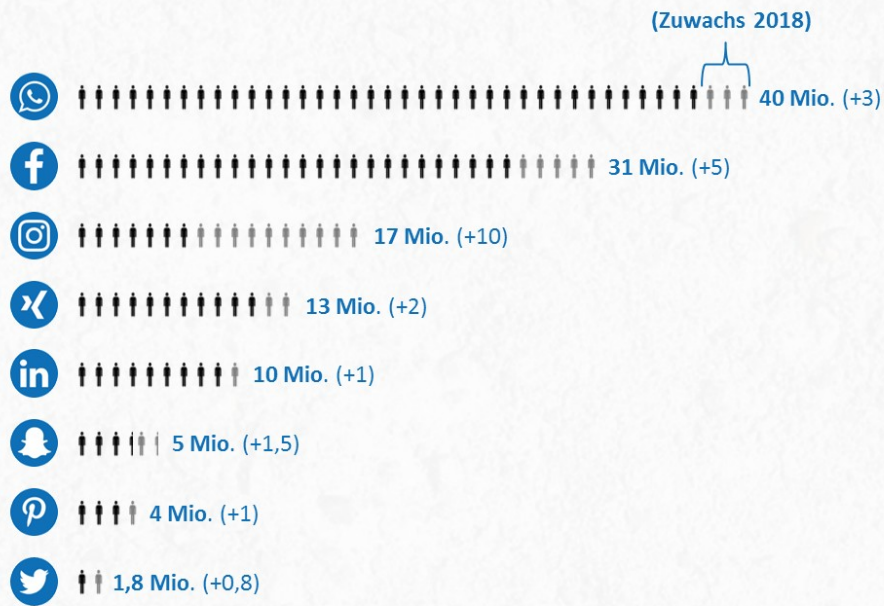 (Zuwachs 2018)
40 Mio. (+3)
31 Mio. (+5)
17 Mio. (+10)
13 Mio. (+2)
in 10 Mio. (+1)
5 Mio. (+1,5)
4 Mio. (+1)
1,8 Mio. (+0,8)